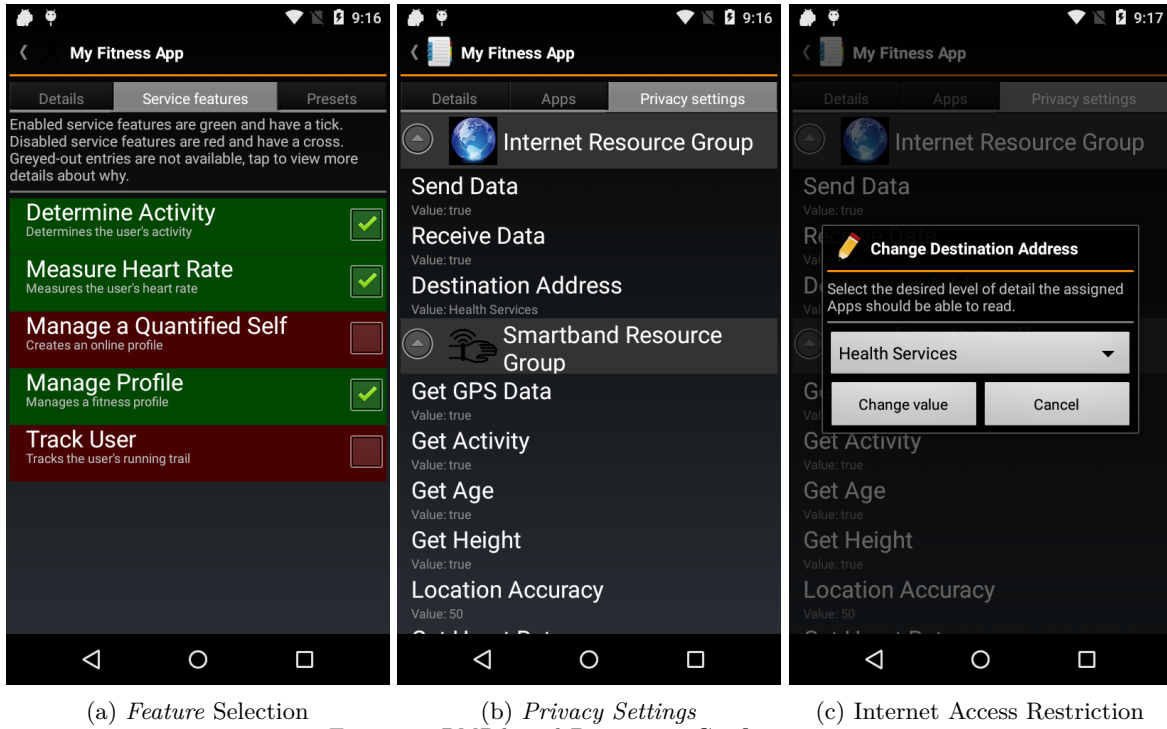 9:16
My Fitness App
Details Service features Presets
Enabled service features are green and have a tick.
Disabled service features are red and have a cross.
Greyed-out entries are not available, tap to view more
details about why.
Determine Activity
Determines the user's activity
Measure Heart Rate
Measures the user's heart rate
Manage a Quantified Self
Creates an online profile
Manage Profile
Manages a fitness profile
Track User
Tracks the user's running trail
(a) Feature Selection
9:16
My Fitness App
Details Apps Privacy settings
Internet Resource Group
Send Data
Value: true
Receive Data
Value: true
Destination Address
Value: Health Services
Smartband Resource
Group
Get GPS Data
Value: true
Get Activity
Value: true
Get Age
Value: true
Get Height
Value: true
Location Accuracy
Value: 50
(b) Privacy Settings
9:17
My Fitness App
Details Apps Privacy settings
Internet Resource Group
Send Data
Value: true
Change Destination Address
Select the desired level of detail the assigned
Apps should be able to read.
Health Services
Change value Cancel
Get Activity
Value: true
Get Age
Value: true
Get Height
Value: true
Location Accuracy
Value: 50
(c) Internet Access Restriction